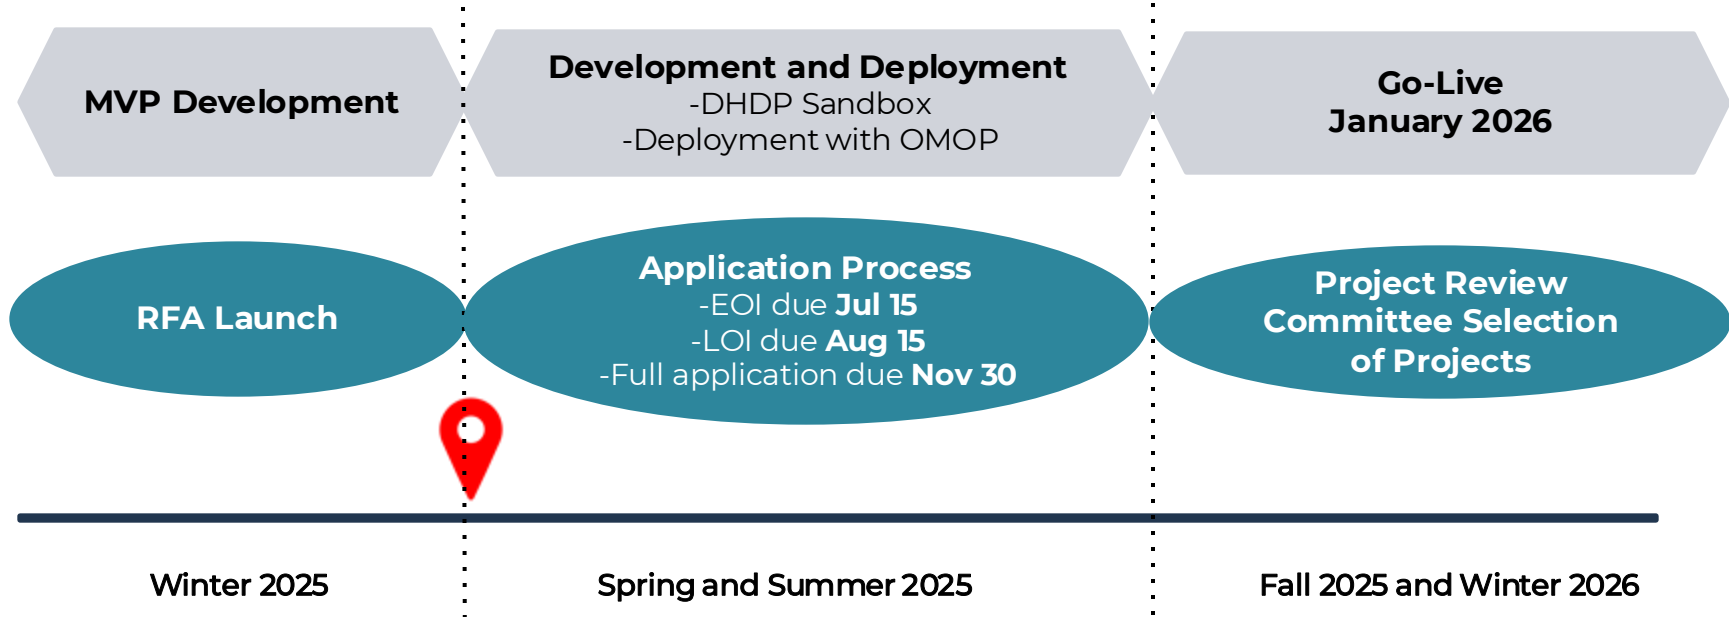 MVP Development
Development and Deployment
-DHDP Sandbox
-Deployment with OMOP
Go-Live
January 2026
RFA Launch
Application Process
-EOI due Jul 15
-LOI due Aug 15
-Full application due Nov 30
Project Review
Committee Selection
of Projects
Winter 2025
Spring and Summer 2025
Fall 2025 and Winter 2026